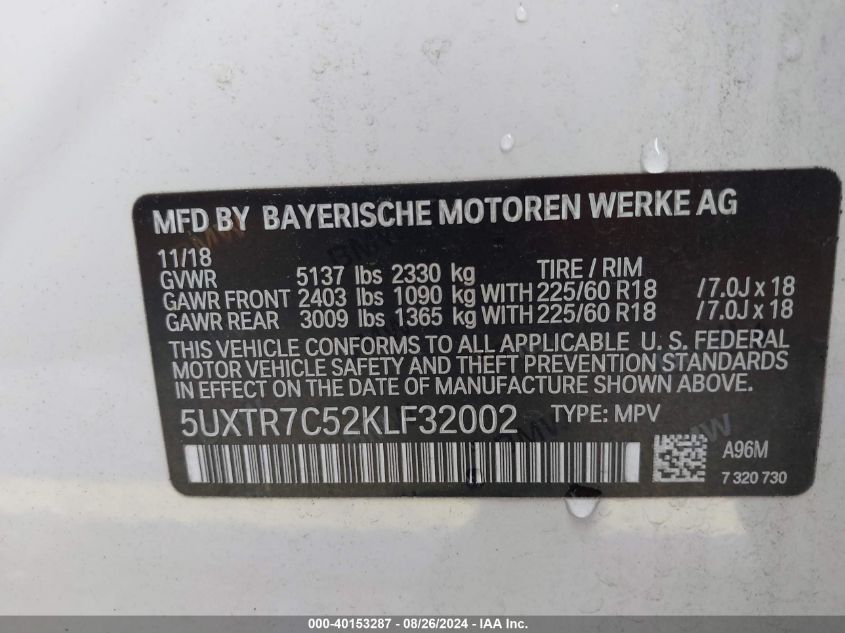 MFD BY BAYERISCHE MOTOREN WERKE AG
11/18
GVWR 5137 lbs 2330 kg TIRE / RIM
GAWR FRONT 2403 lbs 1090 kg WITH 225/60 R18 /7.0J x 18
GAWR REAR 3009 lbs 1365 kg WITH 225/60 R18 /7.0J x 18
THIS VEHICLE CONFORMS TO ALL APPLICABLE U. S. FEDERAL
MOTOR VEHICLE SAFETY AND THEFT PREVENTION STANDARDS
IN EFFECT ON THE DATE OF MANUFACTURE SHOWN ABOVE.
5UXTR7C52KLF32002 TYPE: MPV
A96M
7 320 730
000-40153287 - 08/26/2024 - IAA Inc.